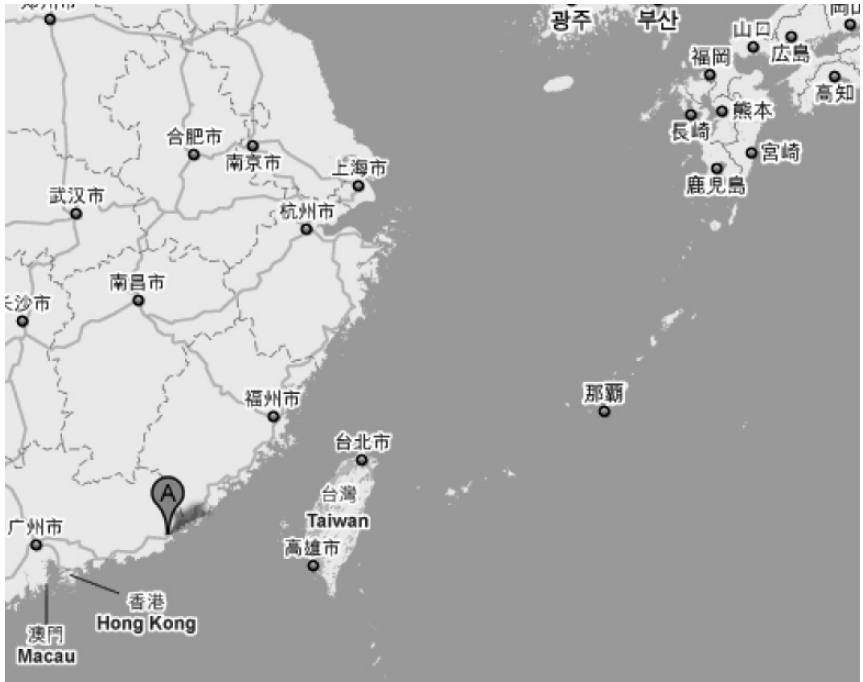 광주
부산
山口
広島
福岡
高知
熊本
長崎
宮崎
鹿児島
合肥市
南京市
上海市
武汉市
杭州市
南昌市
长沙市
福州市
那覇
台北市
台灣
Taiwan
A
广州市
高雄市
香港
Hong Kong
澳門
Macau